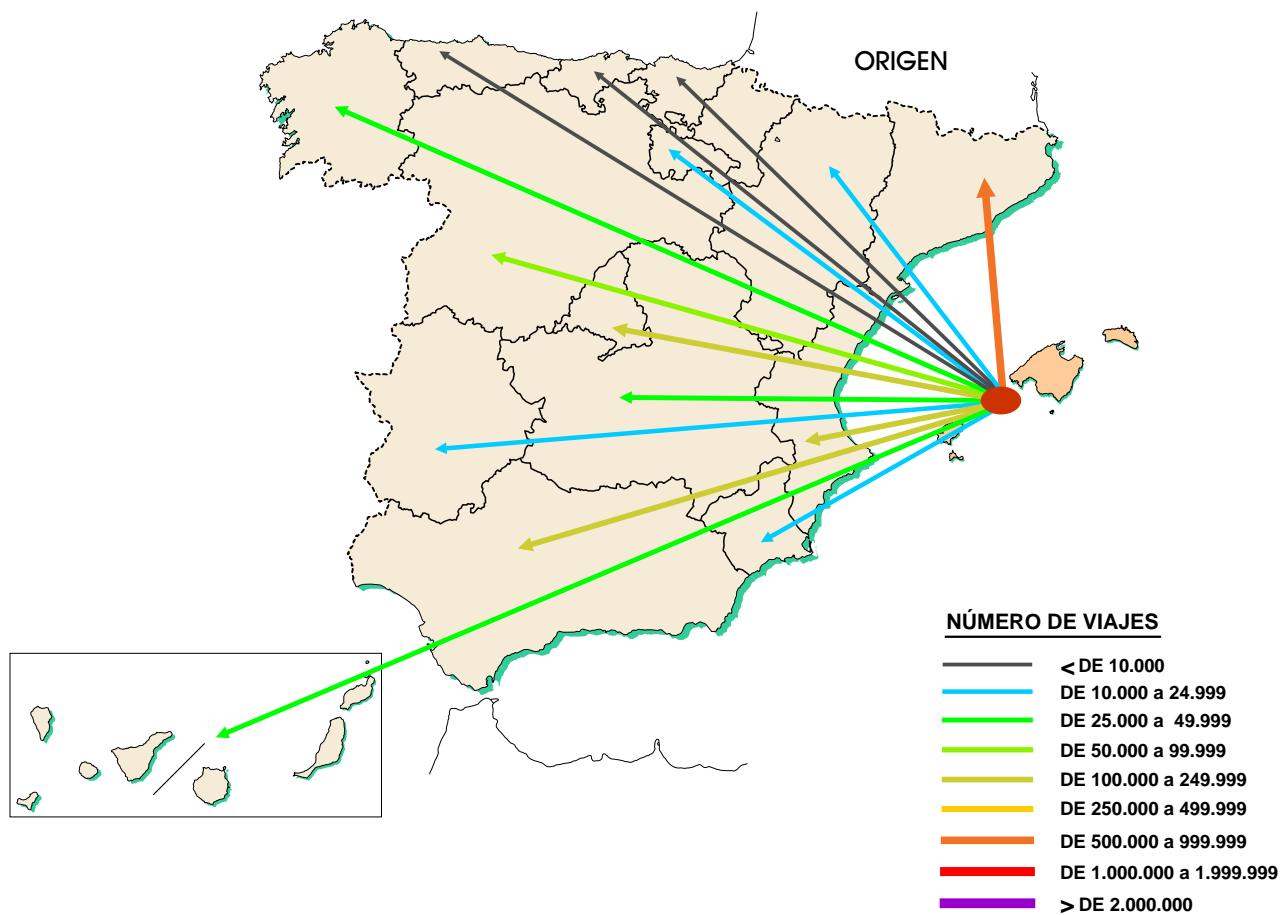 ORIGEN
NÚMERO DE VIAJES
< DE 10.000
DE 10.000 a 24.999
DE 25.000 a 49.999
DE 50.000 a 99.999
DE 100.000 a 249.999
DE 250.000 a 499.999
DE 500.000 a 999.999
DE 1.000.000 a 1.999.999
> DE 2.000.000